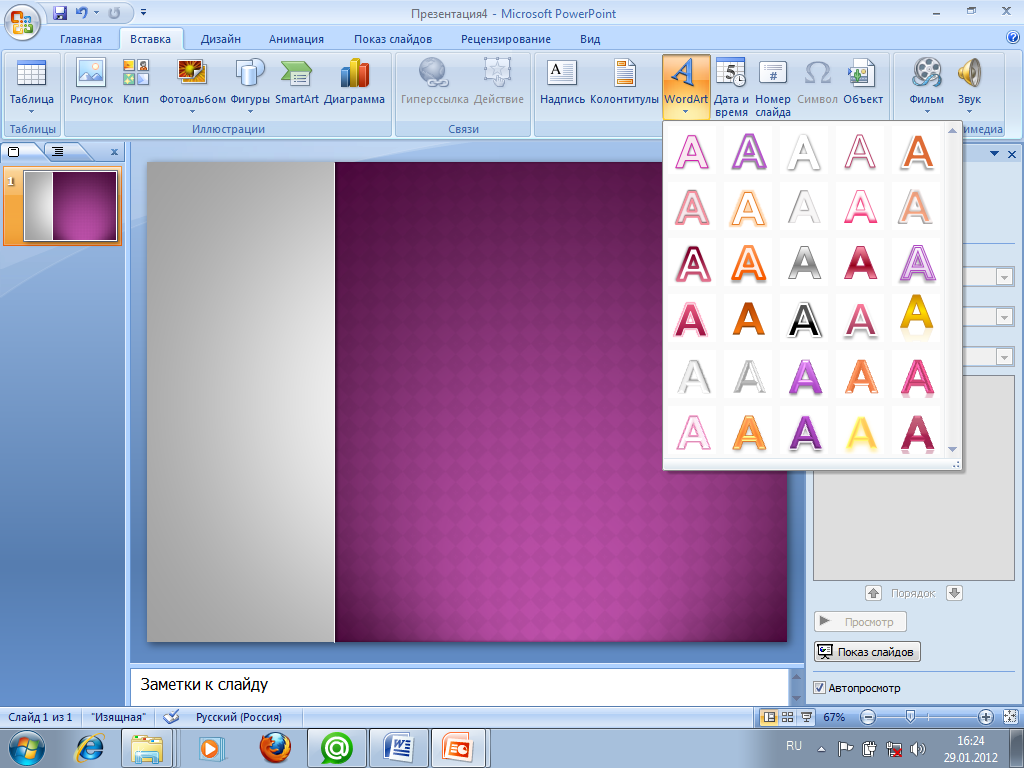 Презентация4 - Microsoft PowerPoint
Главная Вставка Дизайн Анимация Показ слайдов Рецензирование Вид
Таблица Рисунок Клип Фотоальбом Фигуры SmartArt Диаграмма Гиперссылка Действие Надпись Колонтитулы WordArt Дата и время Номер слайда Символ Объект Фильм Звук
Таблицы Иллюстрации Связи имедиа
1
A A A A A
A A A A A
A A A A A
A A A A A
A A A A A
A A A A A
Порядок
Просмотр
Показ слайдов
Автопросмотр
Заметки к слайду
Слайд 1 из 1 "Изящная" Русский (Россия) 67%
RU 16:24
29.01.2012